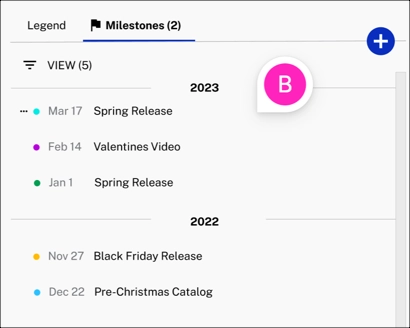 Legend Milestones (2)
+
VIEW (5)
B
2023
Mar 17 Spring Release
Feb 14 Valentines Video
Jan 1 Spring Release
2022
Nov 27 Black Friday Release
Dec 22 Pre-Christmas Catalog